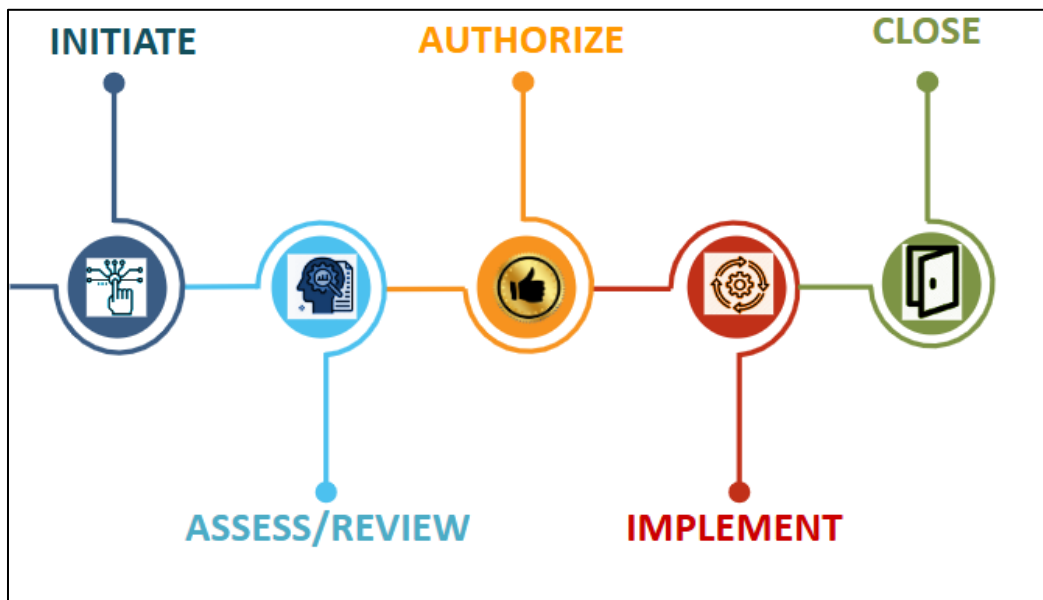 INITIATE
ASSESS/REVIEW
AUTHORIZE
IMPLEMENT
CLOSE